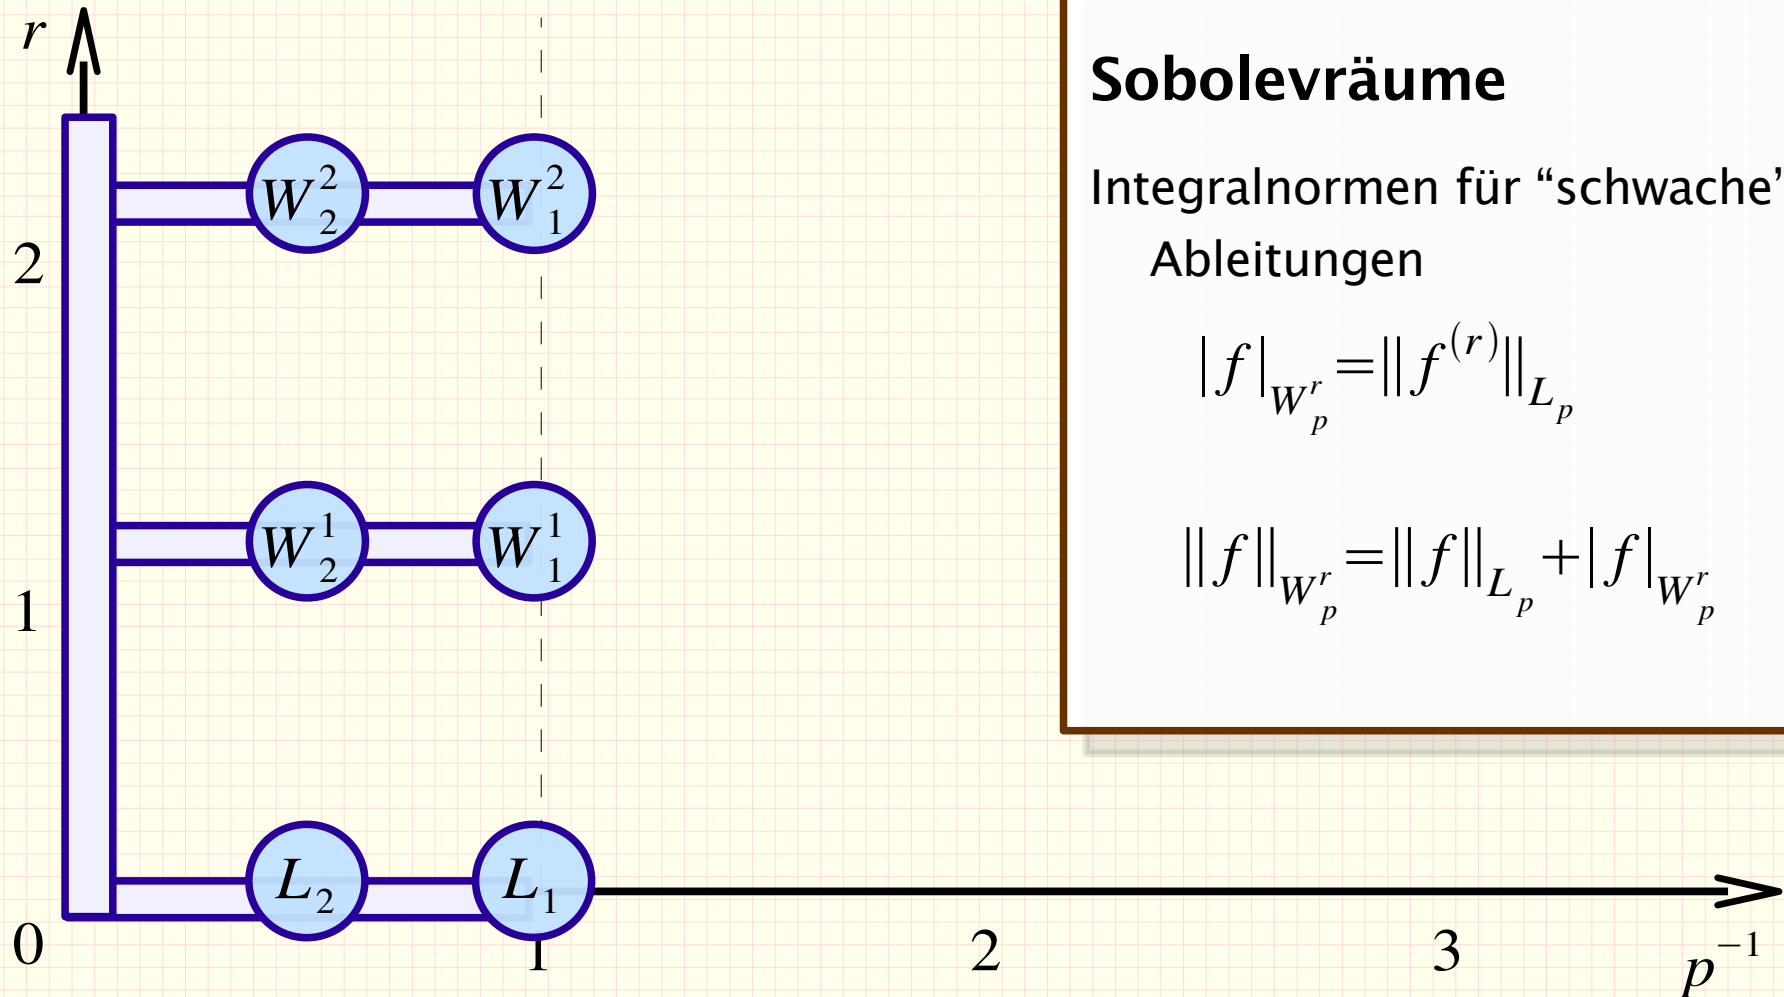 r
Sobolevräume
Integralnormen für “schwache”
Ableitungen
|f|_{W^r_p} = ||f^{(r)}||_{L_p}
||f||_{W^r_p} = ||f||_{L_p} + |f|_{W^r_p}
W^2_2 W^2_1
2
W^1_2 W^1_1
1
L_2 L_1
0 1 2 3 p^{-1}